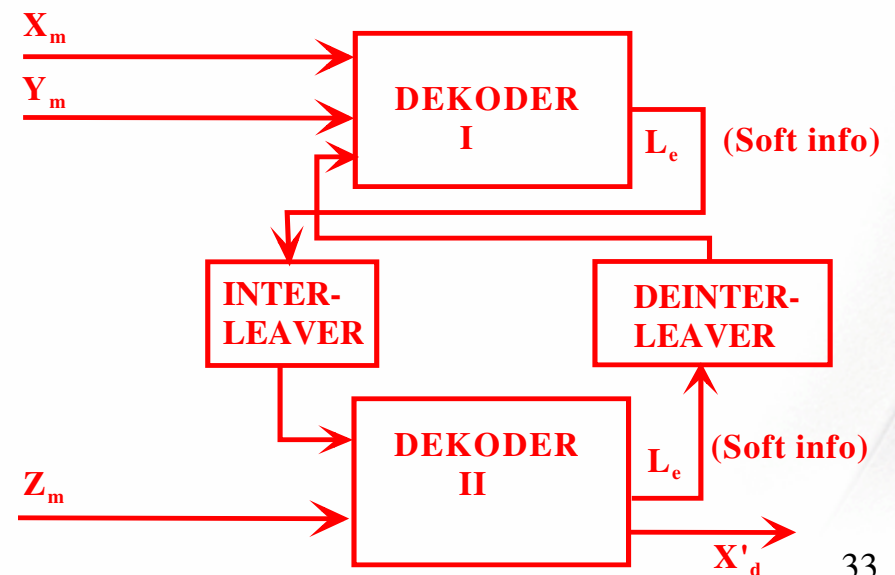 Xm
Ym
DEKODER
I
Le (Soft info)
INTER-
LEAVER
DEINTER-
LEAVER
DEKODER
II
Le (Soft info)
Zm
X'd
33